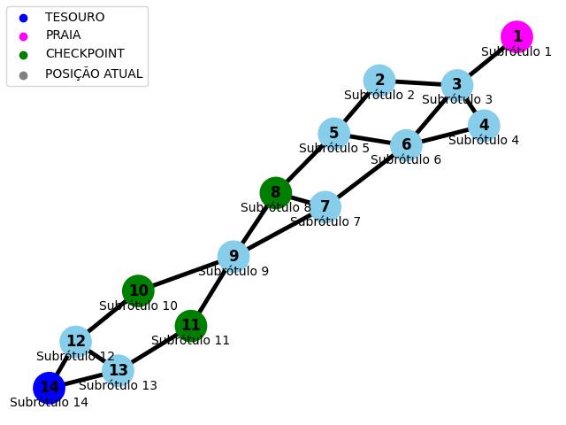 TESOURO
PRAIA
CHECKPOINT
POSIÇÃO ATUAL
1
Subrótulo 1
2
Subrótulo 2
3
Subrótulo 3
4
Subrótulo 4
5
Subrótulo 5
6
Subrótulo 6
8
Subrótulo 8
7
Subrótulo 7
9
Subrótulo 9
10
Subrótulo 10
11
Subrótulo 11
12
Subrótulo 12
13
Subrótulo 13
14
Subrótulo 14